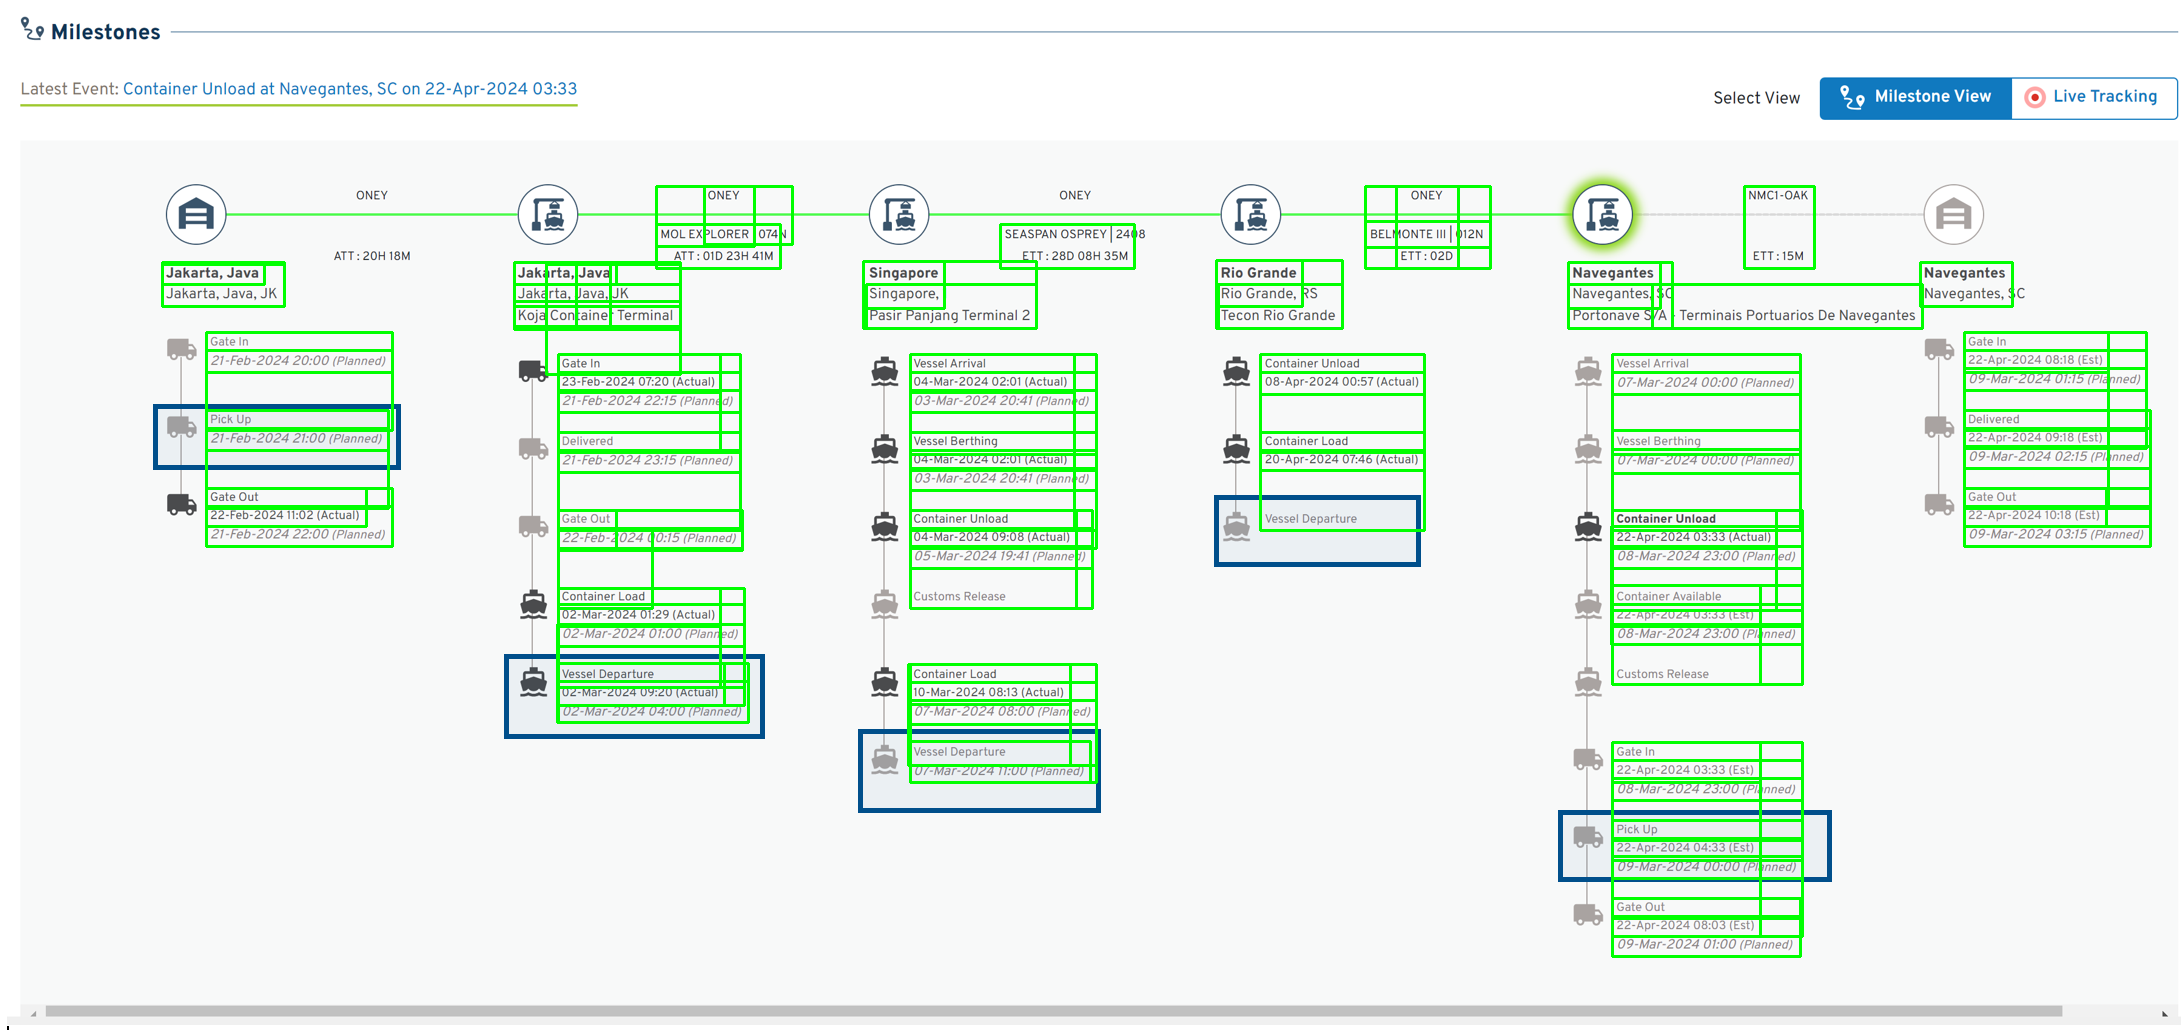 Milestones
Latest Event: Container Unload at Navegantes, SC on 22-Apr-2024 03:33
Select View
Milestone View
Live Tracking
ONEY
ATT : 20H 18M
ONEY
MOL EXPLORER | 074N
ATT : 01D 23H 41M
ONEY
SEASPAN OSPREY | 2408
ETT : 28D 08H 35M
ONEY
BELMONTE III | 012N
ETT : 02D
NMC1-OAK
ETT : 15M
Jakarta, Java
Jakarta, Java, JK
Gate In
21-Feb-2024 20:00 (Planned)
Pick Up
21-Feb-2024 21:00 (Planned)
Gate Out
22-Feb-2024 11:02 (Actual)
21-Feb-2024 22:00 (Planned)
Jakarta, Java
Jakarta, Java, JK
Koja Container Terminal
Gate In
23-Feb-2024 07:20 (Actual)
21-Feb-2024 22:15 (Planned)
Delivered
21-Feb-2024 23:15 (Planned)
Gate Out
22-Feb-2024 00:15 (Planned)
Container Load
02-Mar-2024 01:29 (Actual)
02-Mar-2024 01:00 (Planned)
Vessel Departure
02-Mar-2024 09:20 (Actual)
02-Mar-2024 04:00 (Planned)
Singapore
Singapore,
Pasir Panjang Terminal 2
Vessel Arrival
04-Mar-2024 02:01 (Actual)
03-Mar-2024 20:41 (Planned)
Vessel Berthing
04-Mar-2024 02:01 (Actual)
03-Mar-2024 20:41 (Planned)
Container Unload
04-Mar-2024 09:08 (Actual)
05-Mar-2024 19:41 (Planned)
Customs Release
Container Load
10-Mar-2024 08:13 (Actual)
07-Mar-2024 08:00 (Planned)
Vessel Departure
07-Mar-2024 11:00 (Planned)
Rio Grande
Rio Grande, RS
Tecon Rio Grande
Container Unload
08-Apr-2024 00:57 (Actual)
Container Load
20-Apr-2024 07:46 (Actual)
Vessel Departure
Navegantes
Navegantes, SC
Portonave S/A - Terminais Portuarios De Navegantes
Vessel Arrival
07-Mar-2024 00:00 (Planned)
Vessel Berthing
07-Mar-2024 00:00 (Planned)
Container Unload
22-Apr-2024 03:33 (Actual)
08-Mar-2024 23:00 (Planned)
Container Available
22-Apr-2024 03:33 (Est)
08-Mar-2024 23:00 (Planned)
Customs Release
Gate In
22-Apr-2024 03:33 (Est)
08-Mar-2024 23:00 (Planned)
Pick Up
22-Apr-2024 04:33 (Est)
09-Mar-2024 00:00 (Planned)
Gate Out
22-Apr-2024 08:03 (Est)
09-Mar-2024 01:00 (Planned)
Navegantes
Navegantes, SC
Gate In
22-Apr-2024 08:18 (Est)
09-Mar-2024 01:15 (Planned)
Delivered
22-Apr-2024 09:18 (Est)
09-Mar-2024 02:15 (Planned)
Gate Out
22-Apr-2024 10:18 (Est)
09-Mar-2024 03:15 (Planned)